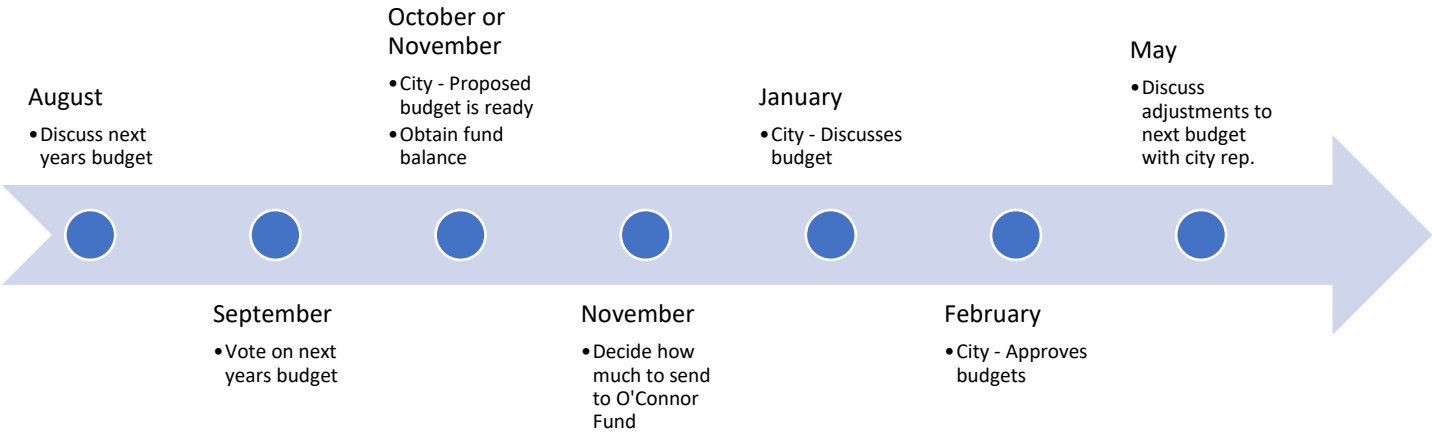 August
•Discuss next
years budget
September
•Vote on next
years budget
October or
November
•City - Proposed
budget is ready
•Obtain fund
balance
November
•Decide how
much to send
to O'Connor
Fund
January
•City - Discusses
budget
February
•City - Approves
budgets
May
•Discuss
adjustments to
next budget
with city rep.